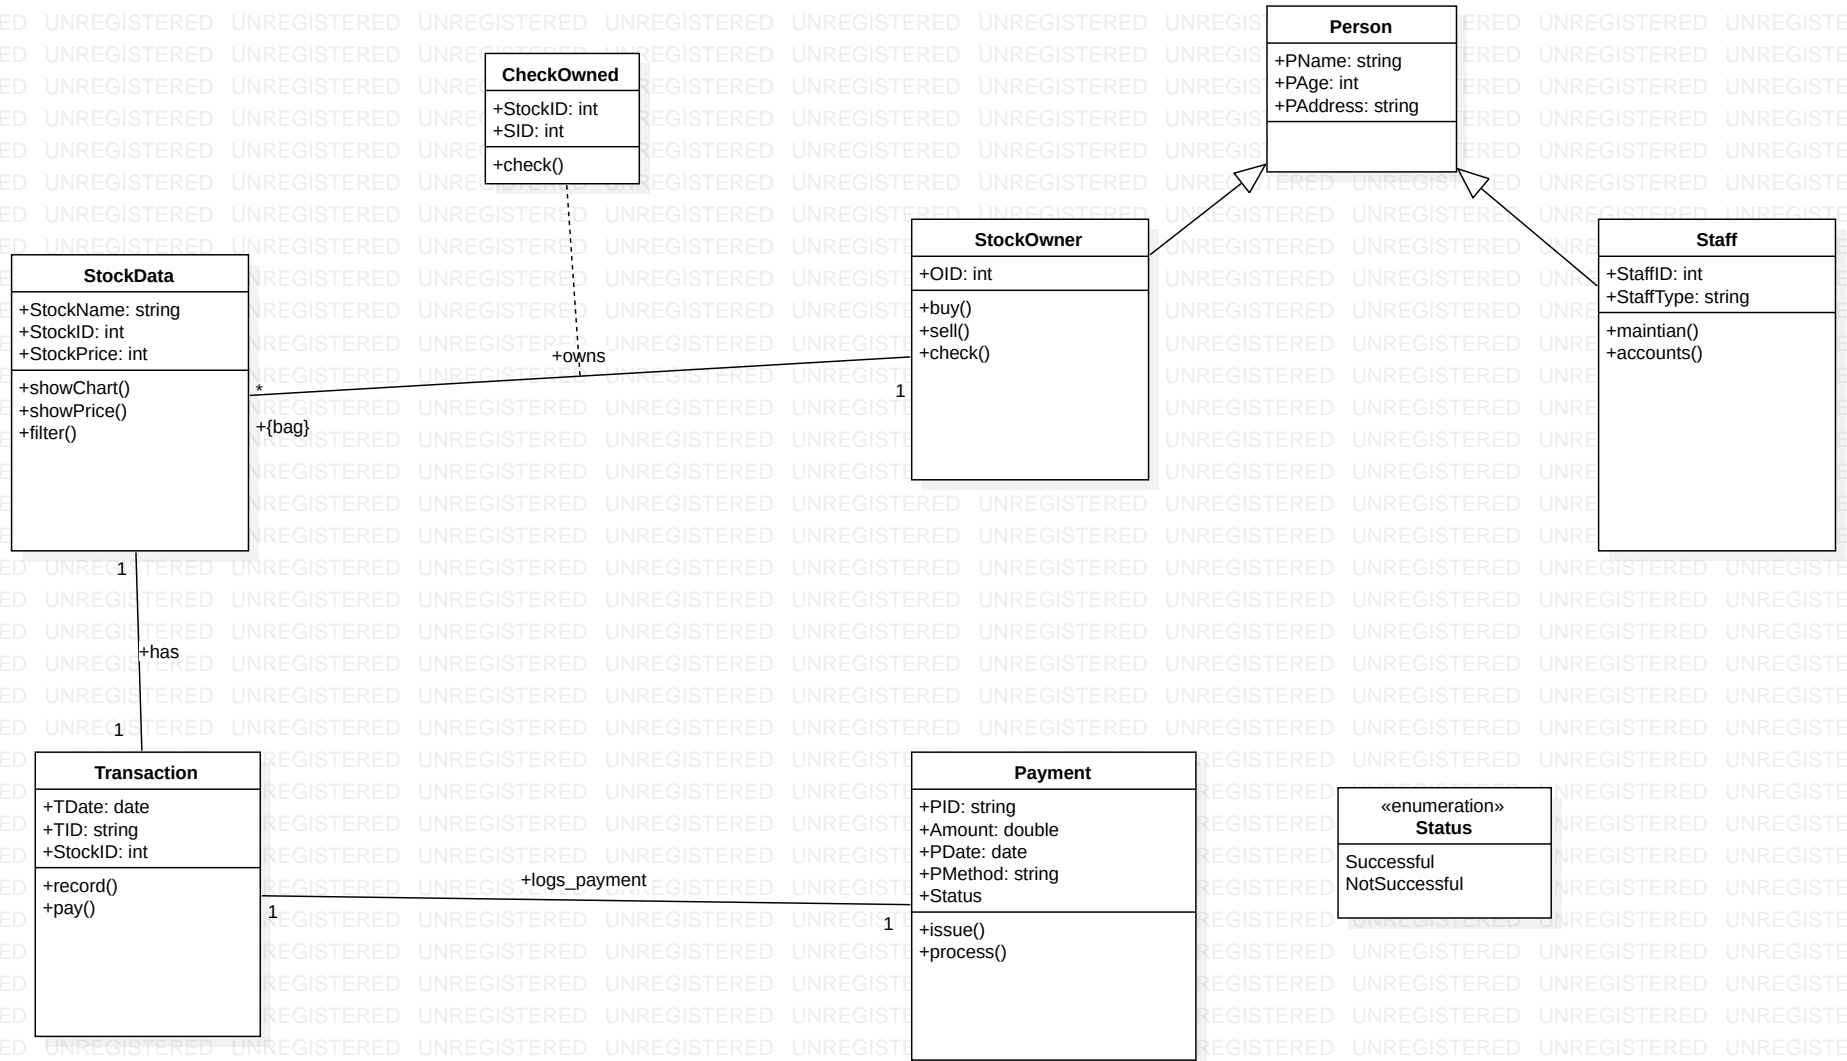 Person
+PName: string
+PAge: int
+PAddress: string
CheckOwned
+StockID: int
+SID: int
+check()
StockOwner
+OID: int
+buy()
+sell()
+check()
Staff
+StaffID: int
+StaffType: string
+maintian()
+accounts()
StockData
+StockName: string
+StockID: int
+StockPrice: int
+showChart()
+showPrice()
+filter()
+owns
*
1
+{bag}
1
+has
1
Transaction
+TDate: date
+TID: string
+StockID: int
+record()
+pay()
+logs_payment
1
1
Payment
+PID: string
+Amount: double
+PDate: date
+PMethod: string
+Status
+issue()
+process()
«enumeration»
Status
Successful
NotSuccessful
UNREGISTERED